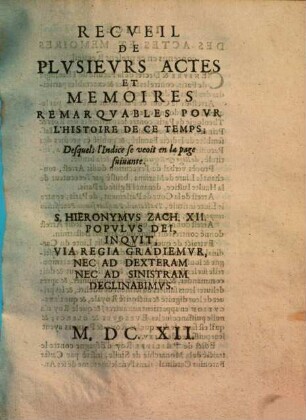 RECVEIL
DE
PLVSIEVRS ACTES
ET
MEMOIRES
REMARQVABLES POVR
L'HISTOIRE DE CE TEMPS,
Desquels l'Indice se veoit en la page
suiuante.
S. HIERONYMVS ZACH. XII.
POPVLVS DEI,
INQVIT,
VIA REGIA GRADIEMVR,
NEC AD DEXTERAM
NEC AD SINISTRAM
DECLINABIMVS.
M. DC. XII.